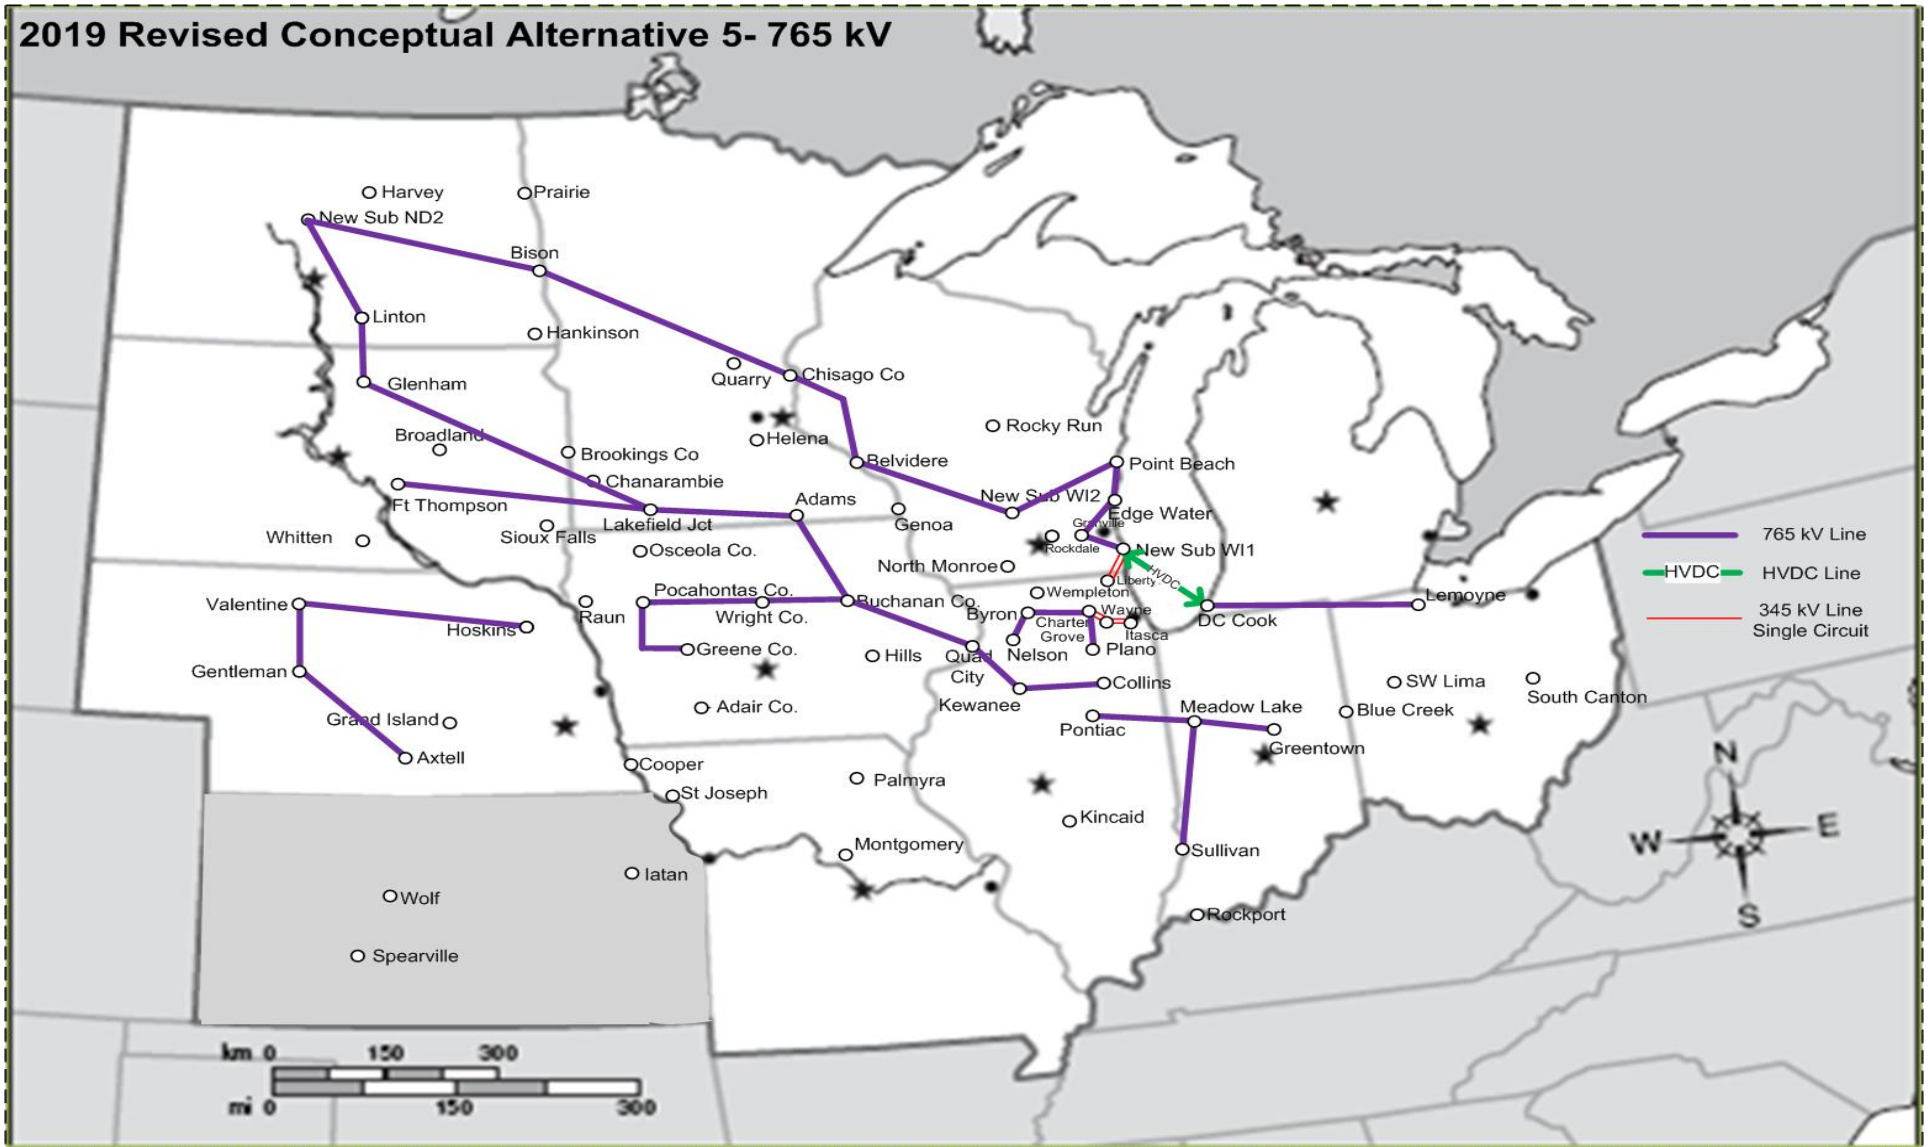 2019 Revised Conceptual Alternative 5- 765 kV
Harvey
Prairie
New Sub ND2
Bison
Linton
Hankinson
Glenham
Quarry
Chisago Co
Broadland
Helena
Rocky Run
Brookings Co
Belvidere
Point Beach
Chanarambie
Ft Thompson
Adams
New Sub WI2
Edge Water
Lakefield Jct
Genoa
Granville
Whitten
Sioux Falls
Rockdale
New Sub WI1
Osceola Co.
North Monroe
Liberty
HVDC
765 kV Line
HVDC
HVDC Line
345 kV Line
Single Circuit
Valentine
Pocahontas Co.
Wempleton
Lemoyne
Hoskins
Raun
Wright Co.
Buchanan Co.
Byron
Wayne
Charter
Grove
Itasca
DC Cook
Greene Co.
Hills
Quad
City
Nelson
Plano
Gentleman
Collins
SW Lima
South Canton
Grand Island
Adair Co.
Kewanee
Meadow Lake
Blue Creek
Pontiac
Greentown
Axtell
Cooper
St Joseph
Palmyra
Kincaid
Montgomery
Sullivan
Iatan
Wolf
Rockport
Spearville
N
W
E
S
km 0 150 300
mi 0 150 300